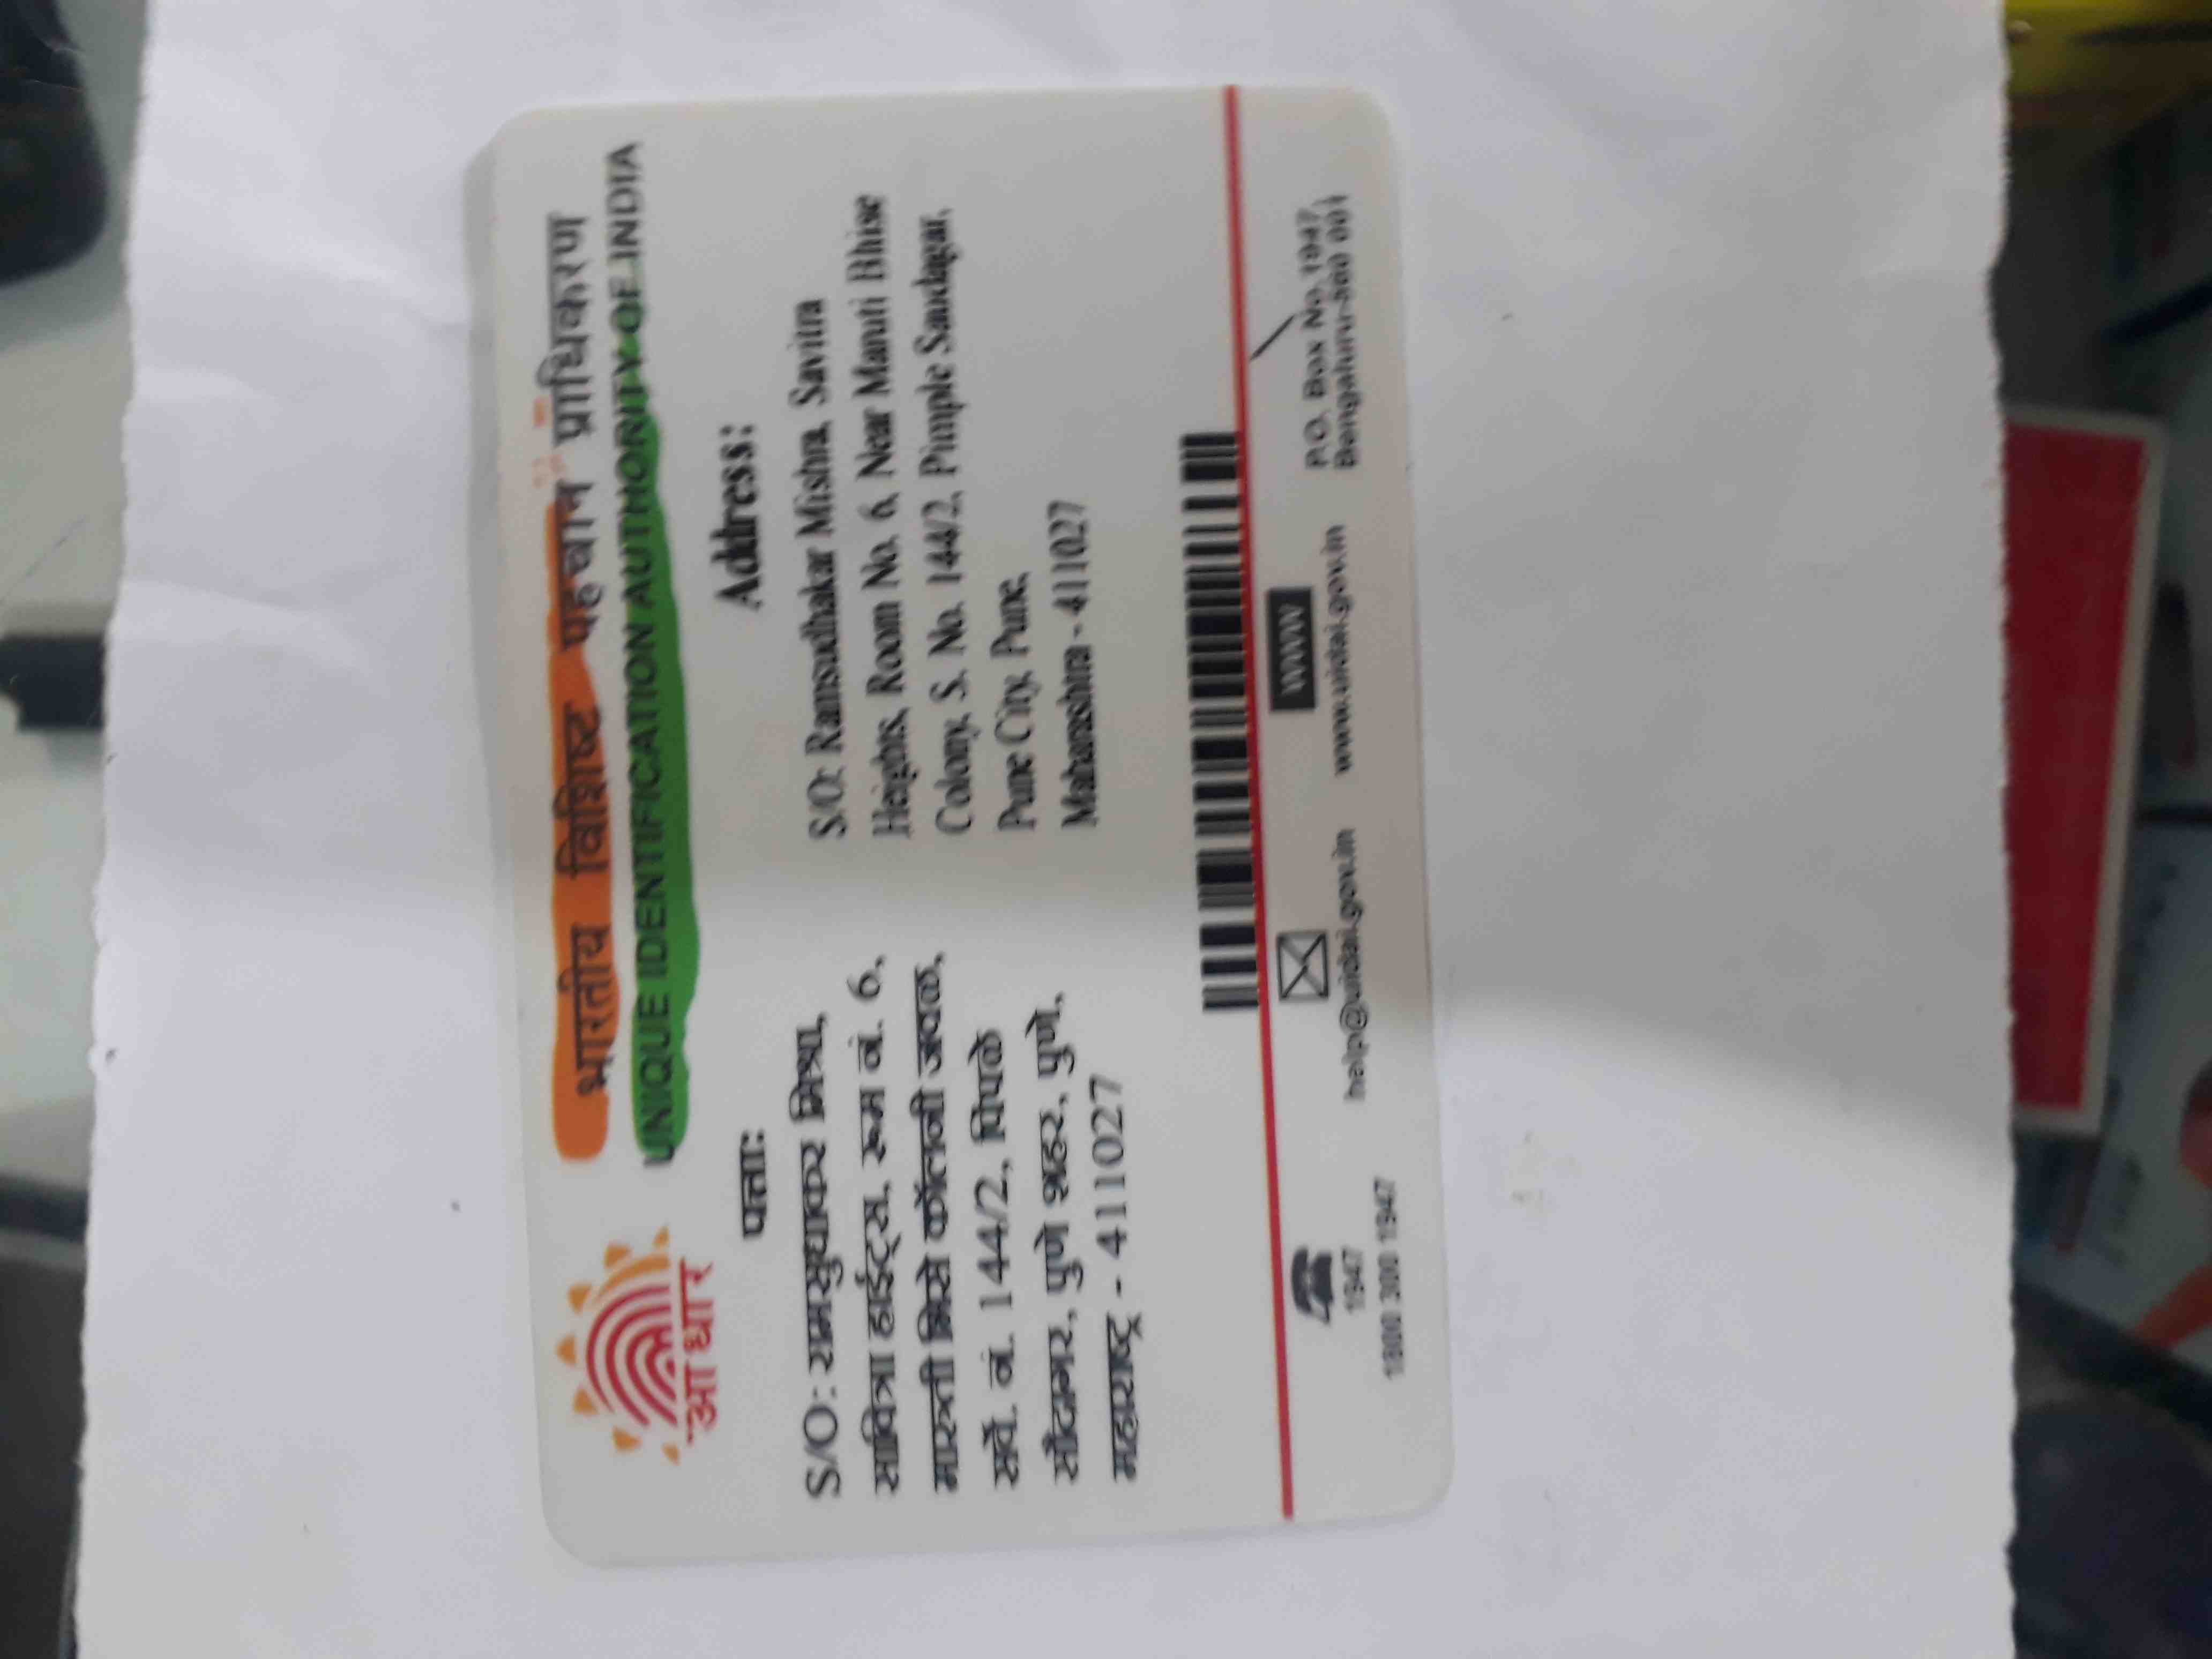 भारतीय विशिष्ट पहचान प्राधिकरण
UNIQUE IDENTIFICATION AUTHORITY OF INDIA
आधार
पत्ता:
S/O: रामसुधाकर मिश्रा,
सावित्रा हाईट्स, रूम नं. 6,
मारुती भिसे कॉलनी जवळ,
सर्वे. नं. 144/2, पिंपळे
सौदागर, पुणे शहर, पुणे,
महाराष्ट्र - 411027
Address:
S/O: Ramsudhakar Mishra, Savitra
Heights, Room No. 6, Near Maruti Bhise
Colony, S. No. 144/2, Pimple Saudagar,
Pune City, Pune,
Maharashtra - 411027
1947
1800 300 1947
help@uidai.gov.in
WWW
www.uidai.gov.in
P.O. Box No.1947,
Bengaluru-560 001